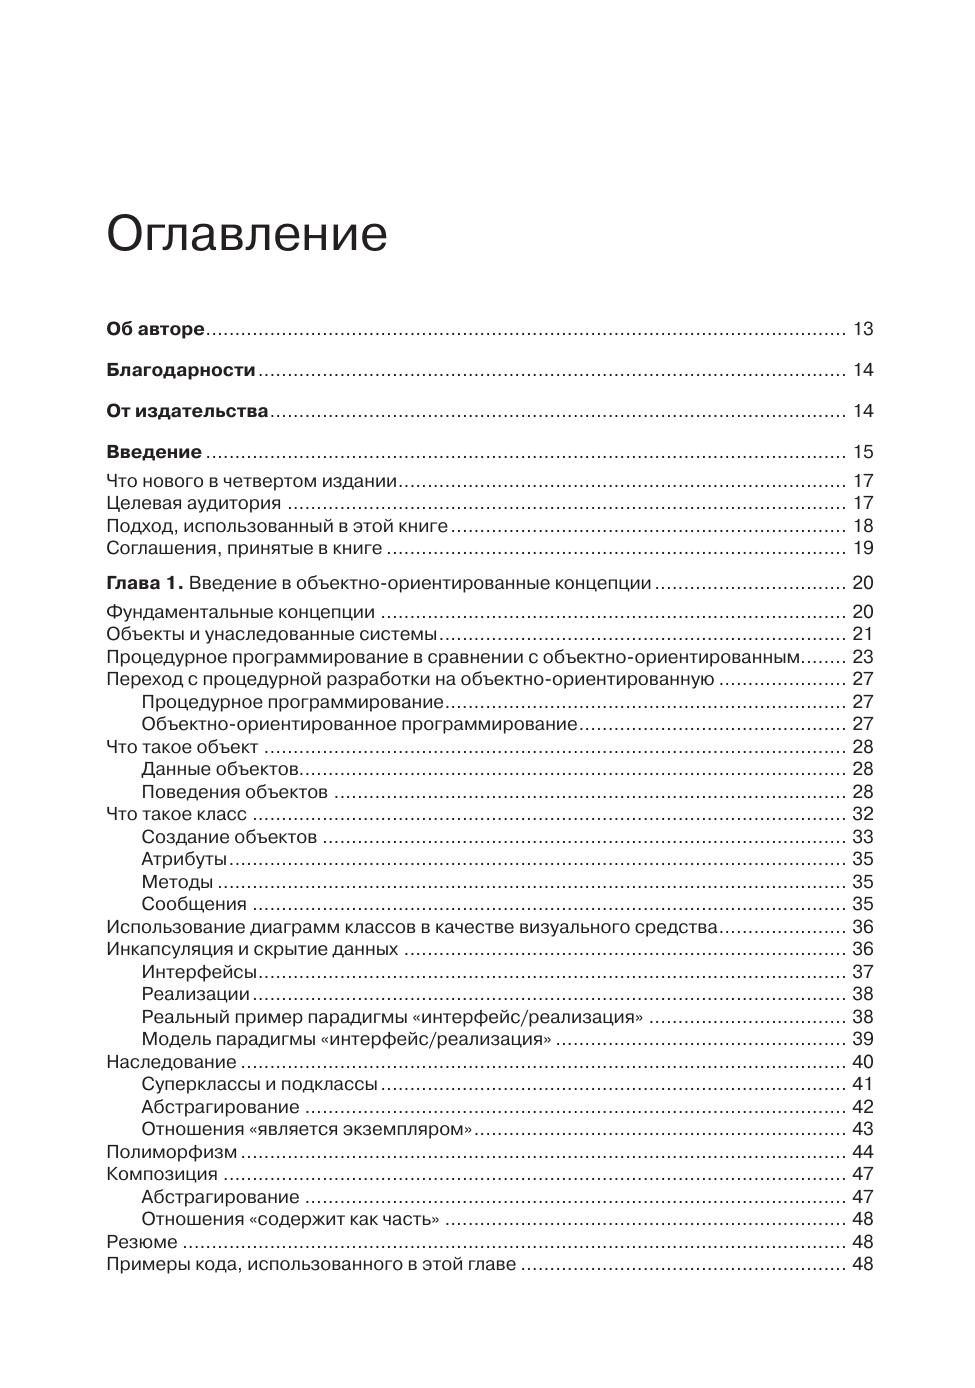 Оглавление
Об авторе........ 13
Благодарности........ 14
От издательства........ 14
Введение........ 15
Что нового в четвертом издании........ 17
Целевая аудитория........ 17
Подход, использованный в этой книге........ 18
Соглашения, принятые в книге........ 19
Глава 1. Введение в объектно-ориентированные концепции........ 20
Фундаментальные концепции........ 20
Объекты и унаследованные системы........ 21
Процедурное программирование в сравнении с объектно-ориентированным........ 23
Переход с процедурной разработки на объектно-ориентированную........ 27
Процедурное программирование........ 27
Объектно-ориентированное программирование........ 27
Что такое объект........ 28
Данные объектов........ 28
Поведения объектов........ 28
Что такое класс........ 32
Создание объектов........ 33
Атрибуты........ 35
Методы........ 35
Сообщения........ 35
Использование диаграмм классов в качестве визуального средства........ 36
Инкапсуляция и скрытие данных........ 36
Интерфейсы........ 37
Реализации........ 38
Реальный пример парадигмы «интерфейс/реализация»........ 38
Модель парадигмы «интерфейс/реализация»........ 39
Наследование........ 40
Суперклассы и подклассы........ 41
Абстрагирование........ 42
Отношения «является экземпляром»........ 43
Полиморфизм........ 44
Композиция........ 47
Абстрагирование........ 47
Отношения «содержит как часть»........ 48
Резюме........ 48
Примеры кода, использованного в этой главе........ 48